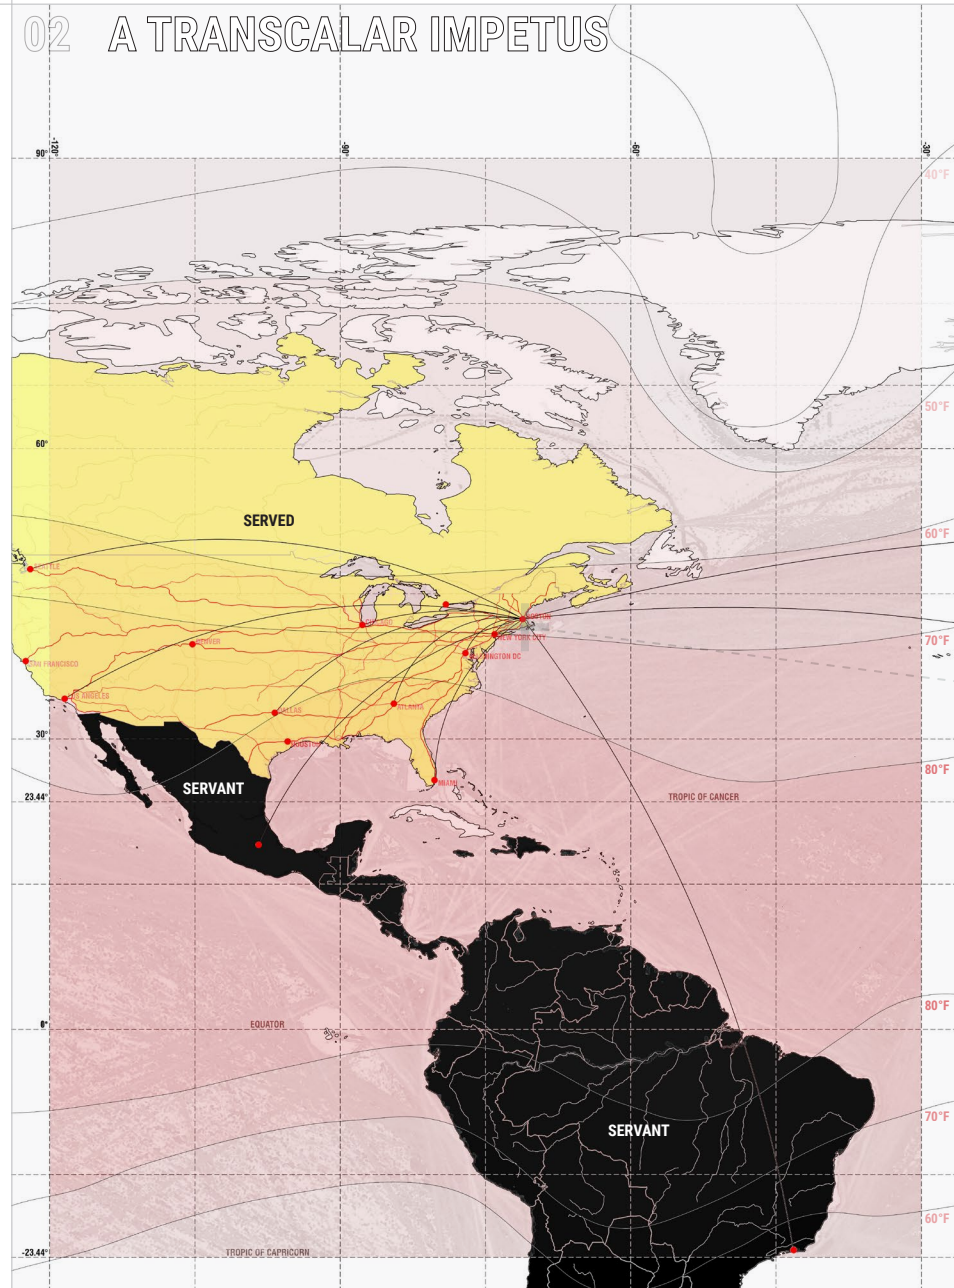 02 A TRANSCALAR IMPETUS
-120°
-90°
-60°
-30°
90°
40°F
50°F
60°
SERVED
60°F
SEATTLE
CHICAGO
BOSTON
NEW YORK CITY
DENVER
70°F
WASHINGTON DC
SAN FRANCISCO
LOS ANGELES
DALLAS
ATLANTA
30°
HOUSTON
80°F
MIAMI
SERVANT
23.44°
TROPIC OF CANCER
80°F
0°
EQUATOR
70°F
SERVANT
60°F
-23.44°
TROPIC OF CAPRICORN